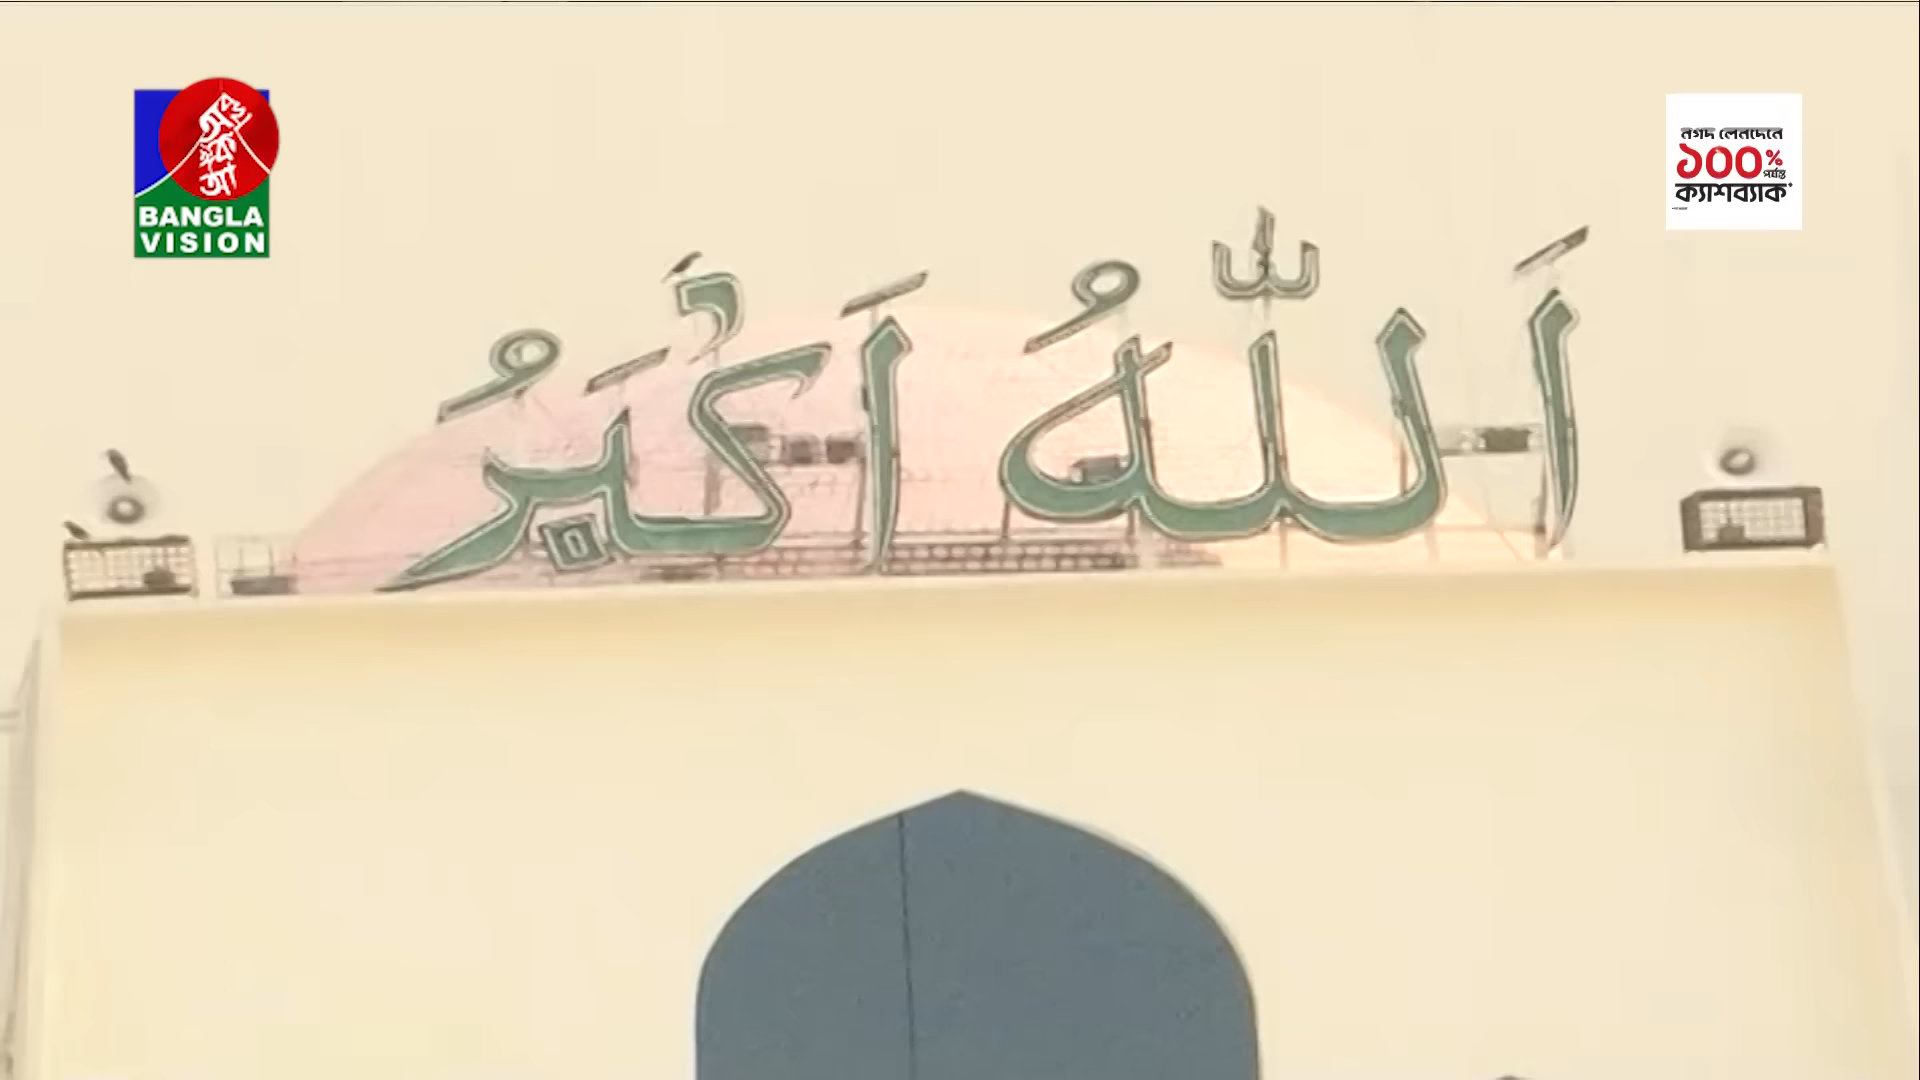 BANGLA
VISION
নগদ লেনদেনে
১০০%
পর্যন্ত
ক্যাশব্যাক*
اَللّٰهُ اَكْبَرُ